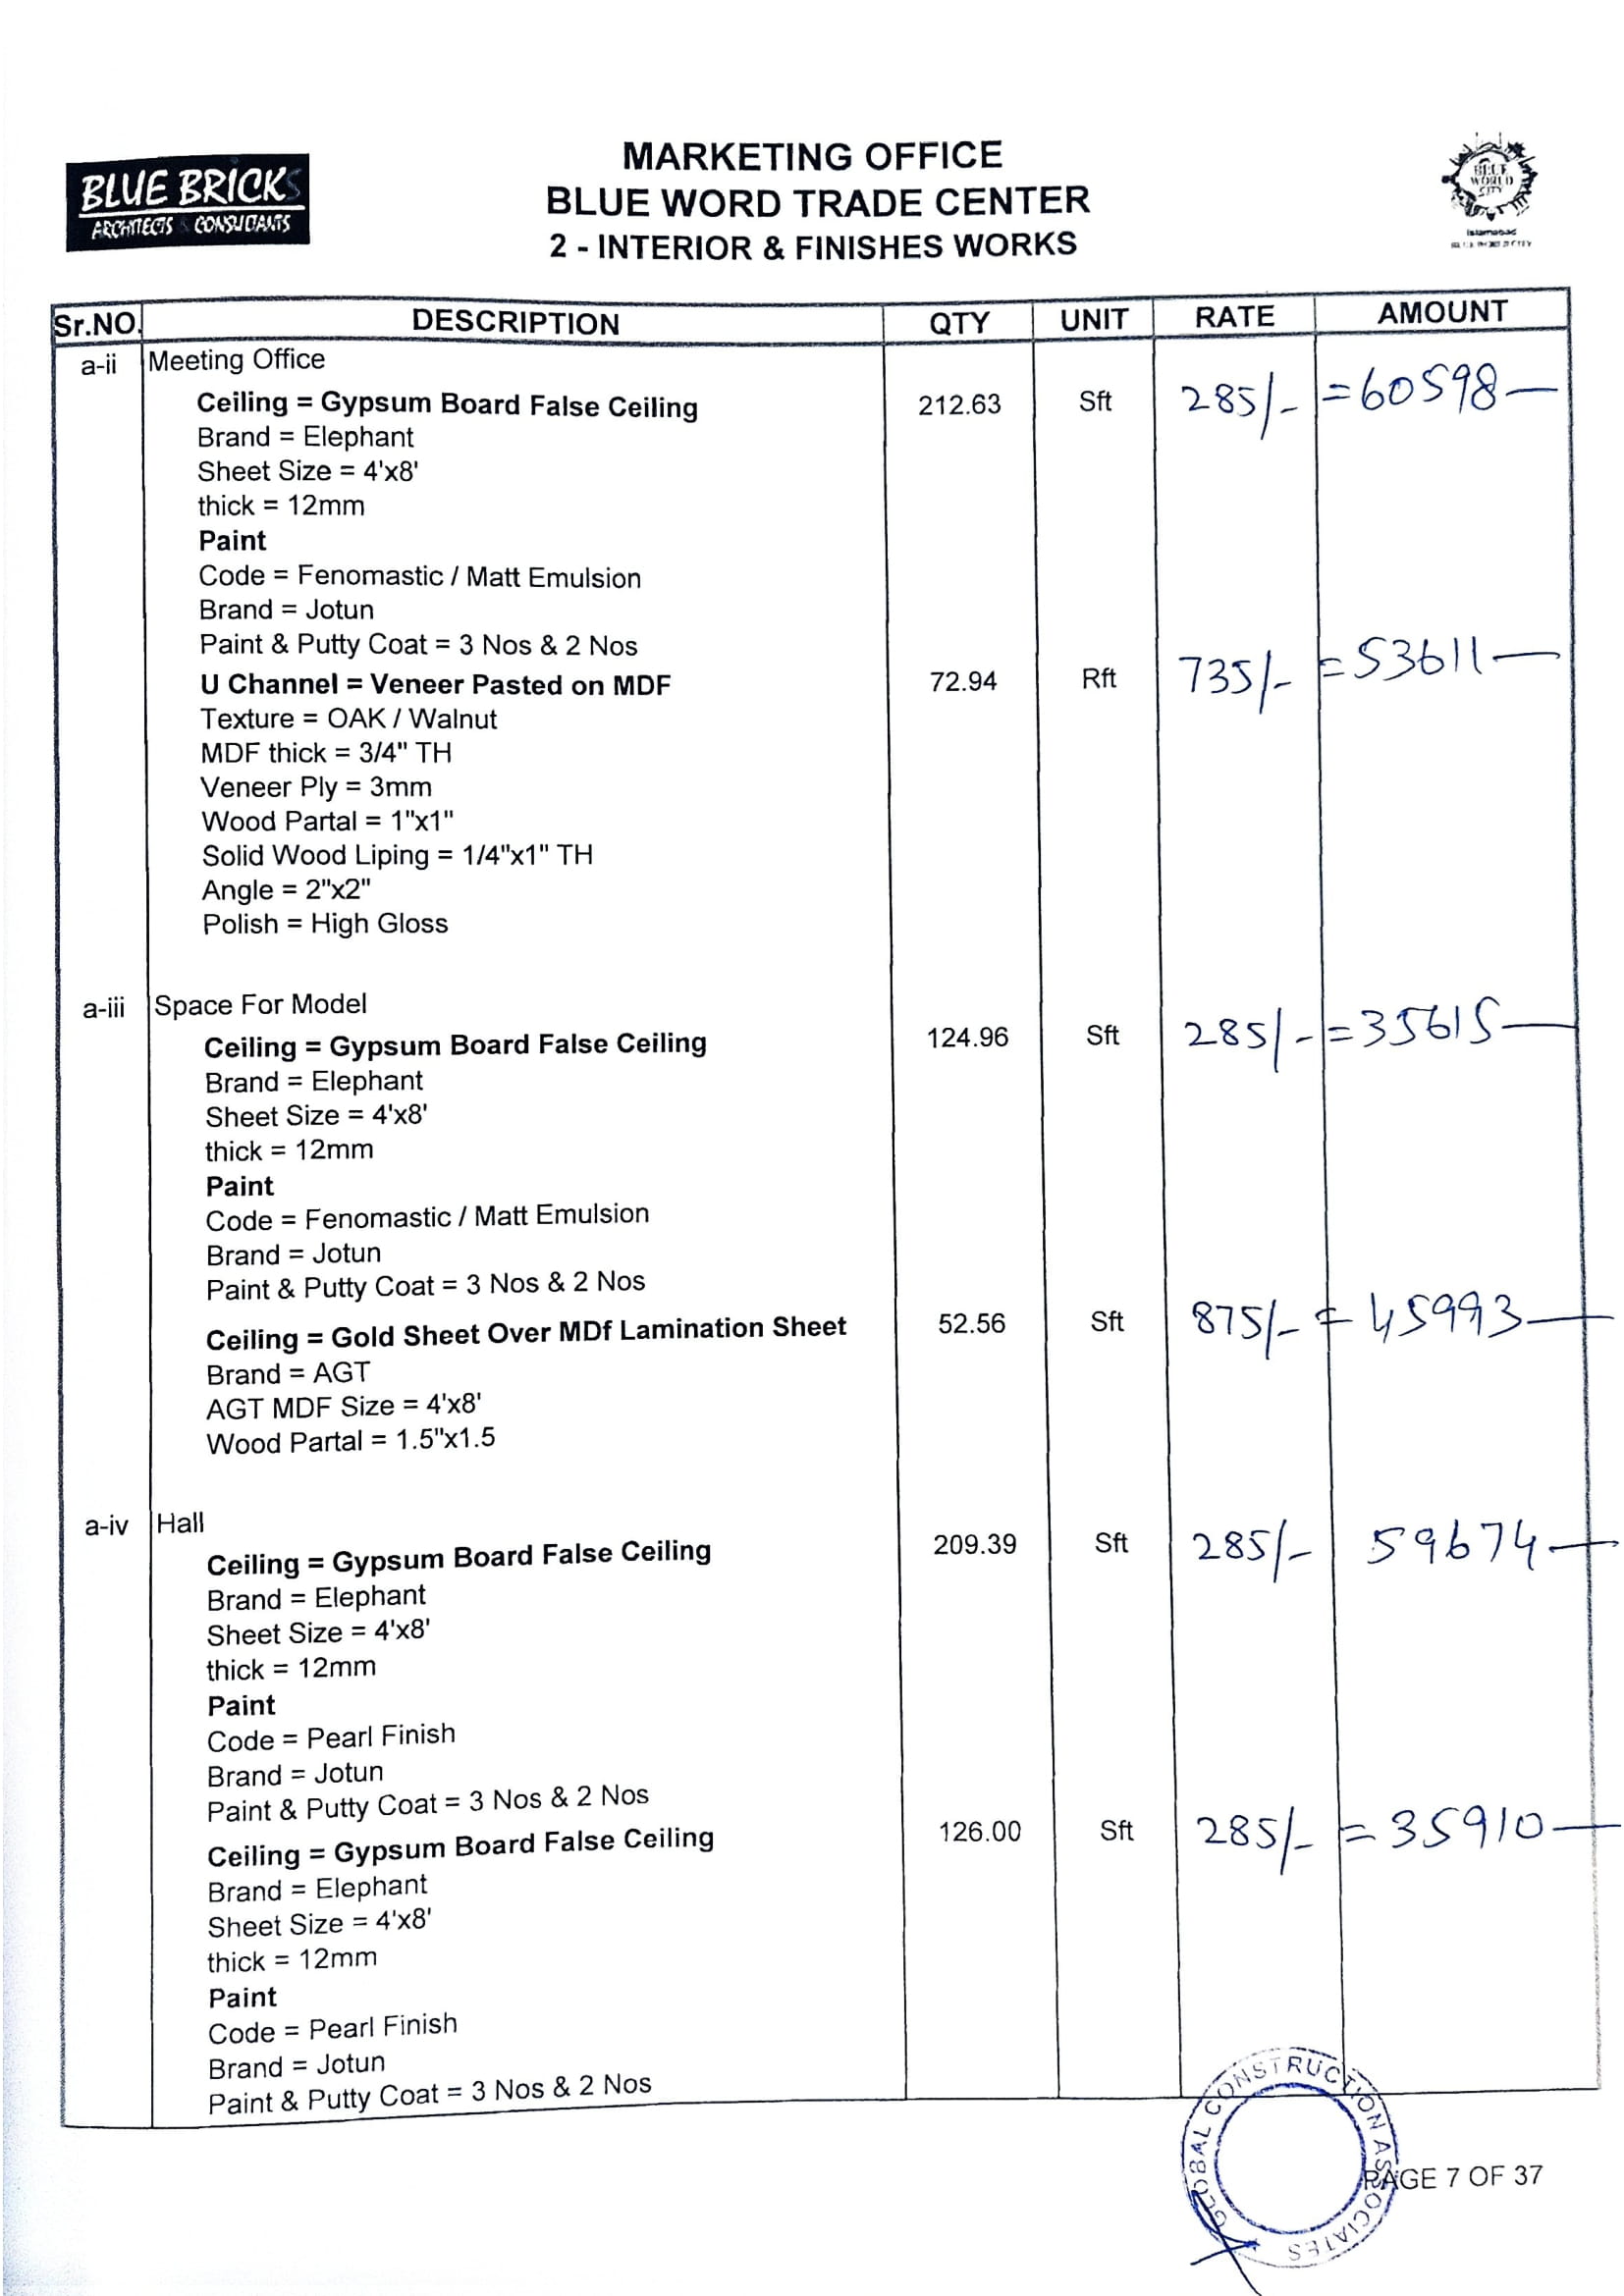 BLUE BRICKS
ARCHITECTS & CONSULTANTS
MARKETING OFFICE
BLUE WORD TRADE CENTER
2 - INTERIOR & FINISHES WORKS
BLUE
WORLD
CITY
Islamabad
Sr.NO. DESCRIPTION QTY UNIT RATE AMOUNT
a-ii Meeting Office
Ceiling = Gypsum Board False Ceiling 212.63 Sft 285/- =60598—
Brand = Elephant
Sheet Size = 4'x8'
thick = 12mm
Paint
Code = Fenomastic / Matt Emulsion
Brand = Jotun
Paint & Putty Coat = 3 Nos & 2 Nos
U Channel = Veneer Pasted on MDF 72.94 Rft 735/- =53611—
Texture = OAK / Walnut
MDF thick = 3/4" TH
Veneer Ply = 3mm
Wood Partal = 1"x1"
Solid Wood Liping = 1/4"x1" TH
Angle = 2"x2"
Polish = High Gloss
a-iii Space For Model
Ceiling = Gypsum Board False Ceiling 124.96 Sft 285/- =35615—
Brand = Elephant
Sheet Size = 4'x8'
thick = 12mm
Paint
Code = Fenomastic / Matt Emulsion
Brand = Jotun
Paint & Putty Coat = 3 Nos & 2 Nos
Ceiling = Gold Sheet Over MDf Lamination Sheet 52.56 Sft 875/- =45993—
Brand = AGT
AGT MDF Size = 4'x8'
Wood Partal = 1.5"x1.5
a-iv Hall
Ceiling = Gypsum Board False Ceiling 209.39 Sft 285/- 59674—
Brand = Elephant
Sheet Size = 4'x8'
thick = 12mm
Paint
Code = Pearl Finish
Brand = Jotun
Paint & Putty Coat = 3 Nos & 2 Nos
Ceiling = Gypsum Board False Ceiling 126.00 Sft 285/- =35910—
Brand = Elephant
Sheet Size = 4'x8'
thick = 12mm
Paint
Code = Pearl Finish
Brand = Jotun
Paint & Putty Coat = 3 Nos & 2 Nos
GLOBAL CONSTRUCTION ASSOCIATES
PAGE 7 OF 37